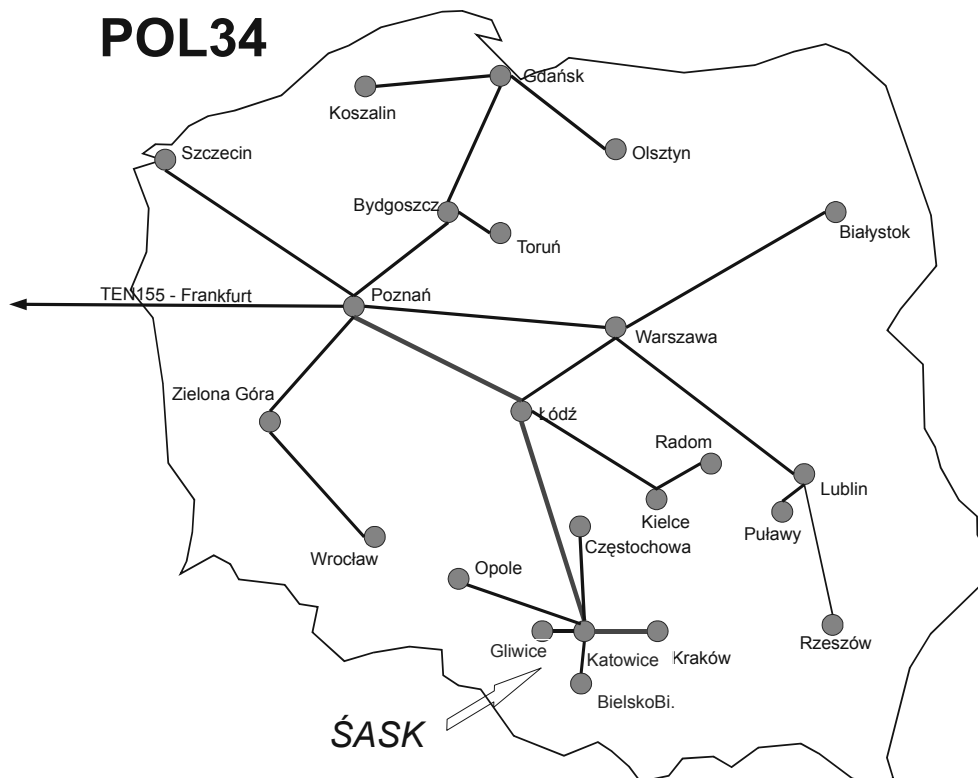 POL34
Gdańsk
Koszalin
Szczecin
Olsztyn
Bydgoszcz
Toruń
Białystok
TEN155 - Frankfurt
Poznań
Warszawa
Zielona Góra
Łódź
Radom
Lublin
Kielce
Puławy
Częstochowa
Wrocław
Opole
Rzeszów
Gliwice
Katowice
Kraków
BielskoBi.
ŚASK